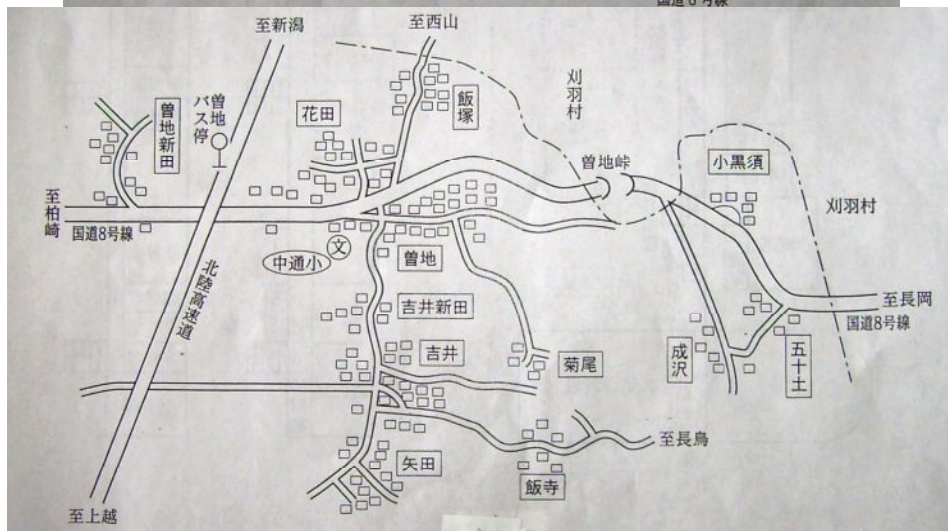 国道8号線
至新潟
至西山
刈羽村
曽地バス停
曽地新田
花田
飯塚
曽地峠
小黒須
刈羽村
至柏崎
国道8号線
文
中通小
曽地
北陸高速道
吉井新田
至長岡
国道8号線
吉井
菊尾
成沢
五十土
至長鳥
矢田
飯寺
至上越